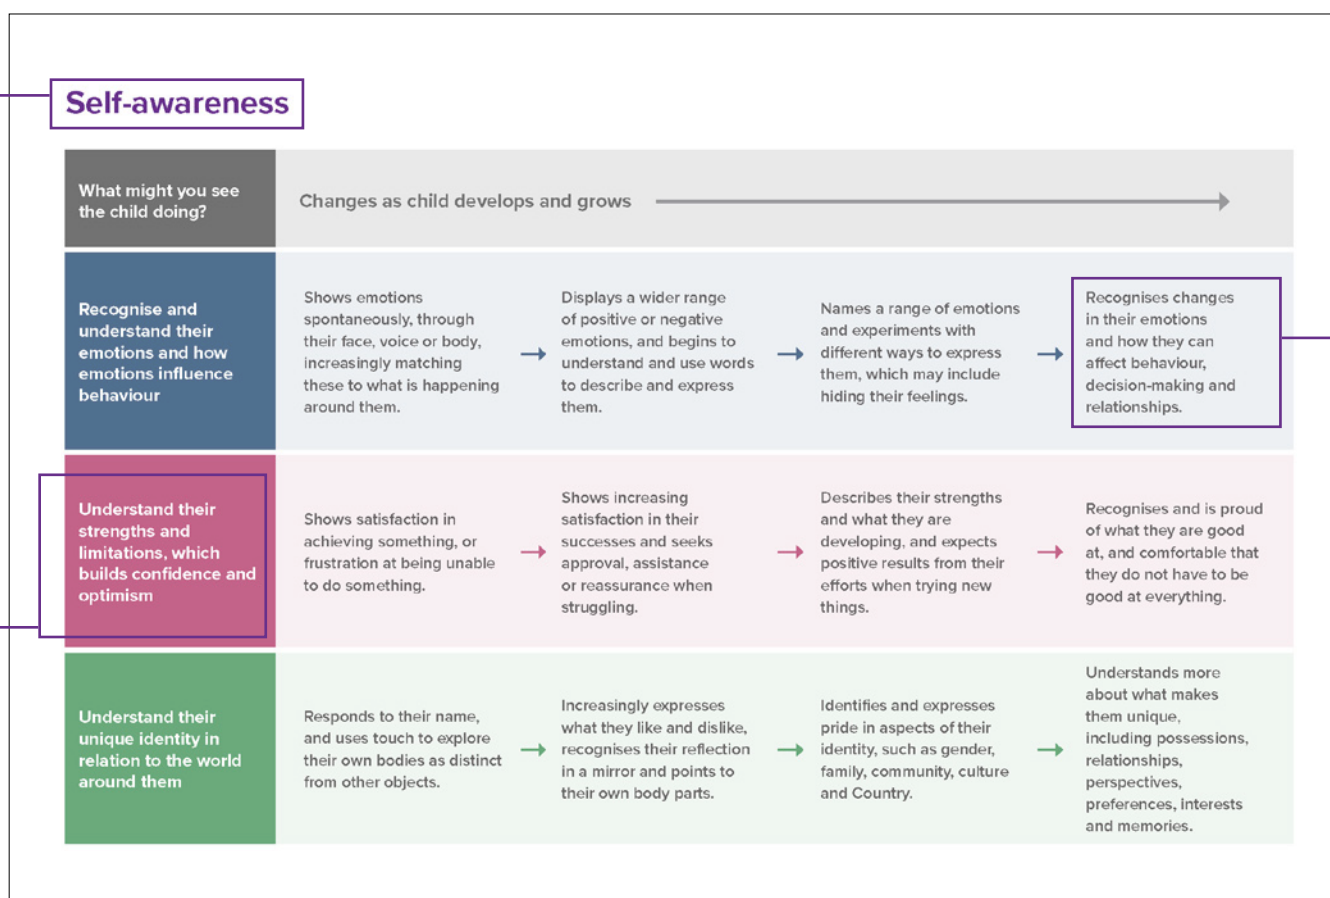 Self-awareness
What might you see
the child doing?
Changes as child develops and grows
Recognise and
understand their
emotions and how
emotions influence
behaviour
Shows emotions
spontaneously, through
their face, voice or body,
increasingly matching
these to what is happening
around them.
Displays a wider range
of positive or negative
emotions, and begins to
understand and use words
to describe and express
them.
Names a range of emotions
and experiments with
different ways to express
them, which may include
hiding their feelings.
Recognises changes
in their emotions
and how they can
affect behaviour,
decision-making and
relationships.
Understand their
strengths and
limitations, which
builds confidence and
optimism
Shows satisfaction in
achieving something, or
frustration at being unable
to do something.
Shows increasing
satisfaction in their
successes and seeks
approval, assistance
or reassurance when
struggling.
Describes their strengths
and what they are
developing, and expects
positive results from their
efforts when trying new
things.
Recognises and is proud
of what they are good
at, and comfortable that
they do not have to be
good at everything.
Understand their
unique identity in
relation to the world
around them
Responds to their name,
and uses touch to explore
their own bodies as distinct
from other objects.
Increasingly expresses
what they like and dislike,
recognises their reflection
in a mirror and points to
their own body parts.
Identifies and expresses
pride in aspects of their
identity, such as gender,
family, community, culture
and Country.
Understands more
about what makes
them unique,
including possessions,
relationships,
perspectives,
preferences, interests
and memories.